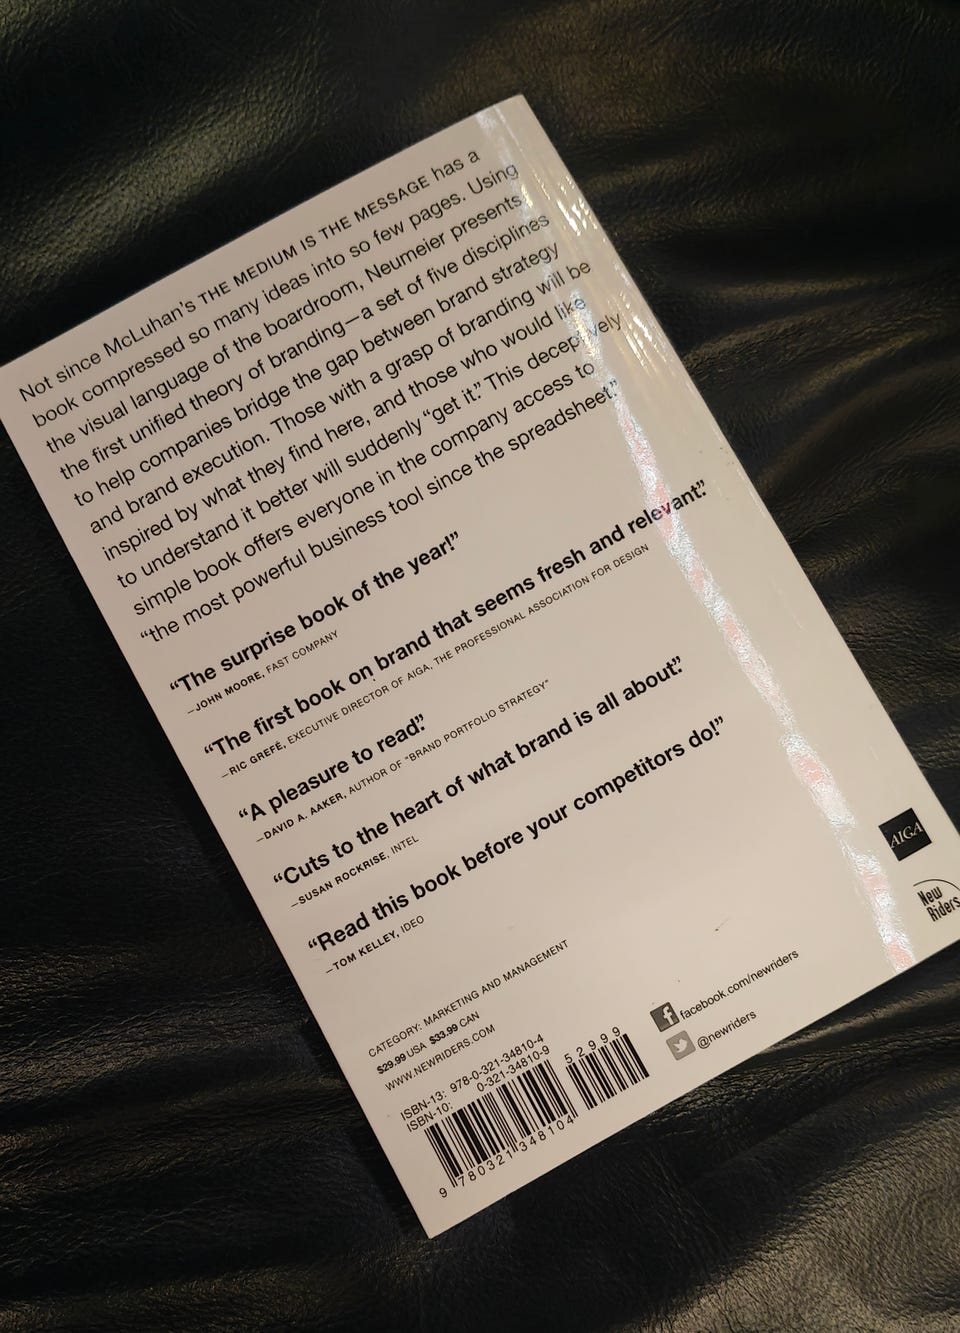 Not since McLuhan's THE MEDIUM IS THE MESSAGE has a
book compressed so many ideas into so few pages. Using
the visual language of the boardroom, Neumeier presents
the first unified theory of branding—a set of five disciplines
to help companies bridge the gap between brand strategy
and brand execution. Those with a grasp of branding will be
inspired by what they find here, and those who would like
to understand it better will suddenly “get it.” This deceptively
simple book offers everyone in the company access to
“the most powerful business tool since the spreadsheet.”
“The surprise book of the year!”
—JOHN MOORE, FAST COMPANY
“The first book on brand that seems fresh and relevant.”
—RIC GREFÉ, EXECUTIVE DIRECTOR OF AIGA, THE PROFESSIONAL ASSOCIATION FOR DESIGN
“A pleasure to read.”
—DAVID A. AAKER, AUTHOR OF “BRAND PORTFOLIO STRATEGY”
“Cuts to the heart of what brand is all about.”
—SUSAN ROCKRISE, INTEL
“Read this book before your competitors do!”
—TOM KELLEY, IDEO
AIGA
New
Riders
CATEGORY: MARKETING AND MANAGEMENT
$29.99 USA $33.99 CAN
WWW.NEWRIDERS.COM
facebook.com/newriders
@newriders
ISBN-13: 978-0-321-34810-4
ISBN-10: 0-321-34810-9
5 2 9 9 9
9 780321 348104